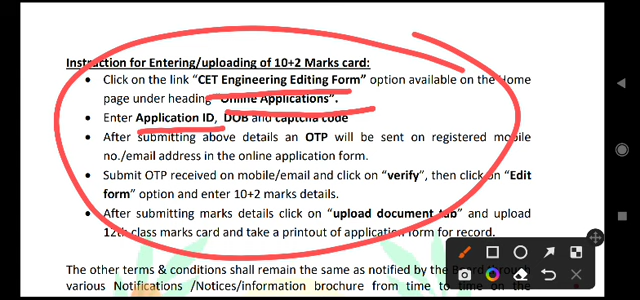 Instruction for Entering/uploading of 10+2 Marks card:
• Click on the link “CET Engineering Editing Form” option available on the Home
page under heading “Online Applications”.
• Enter Application ID, DOB and captcha code
• After submitting above details an OTP will be sent on registered mobile
no./email address in the online application form.
• Submit OTP received on mobile/email and click on “verify”, then click on “Edit
form” option and enter 10+2 marks details.
• After submitting marks details click on “upload document tab” and upload
12th class marks card and take a printout of application form for record.
The other terms & conditions shall remain the same as notified by the Board through
various Notifications /Notices/information brochure from time to time on the